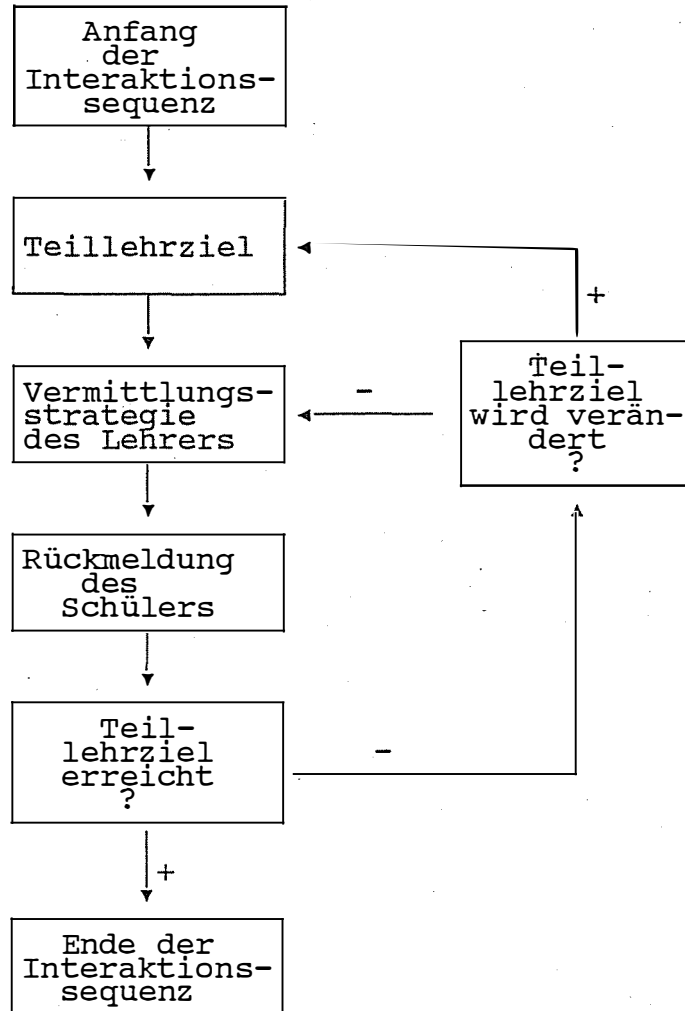 Anfang
der
Interaktions-
sequenz
Teillehrziel
+
Teil-
lehrziel
wird verän-
dert
?
-
Vermittlungs-
strategie
des Lehrers
Rückmeldung
des
Schülers
Teil-
lehrziel
erreicht
?
-
+
Ende der
Interaktions-
sequenz